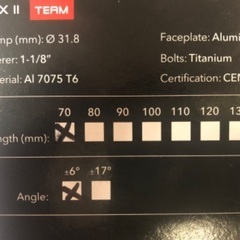 X II TEAM
mp (mm): Ø 31.8
Faceplate: Alumi
erer: 1-1/8"
Bolts: Titanium
erial: Al 7075 T6
Certification: CEN
70 80 90 100 110 120 13
ngth (mm):
±6° ±17°
Angle: